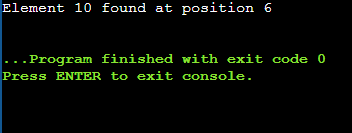 Element 10 found at position 6
...Program finished with exit code 0
Press ENTER to exit console.